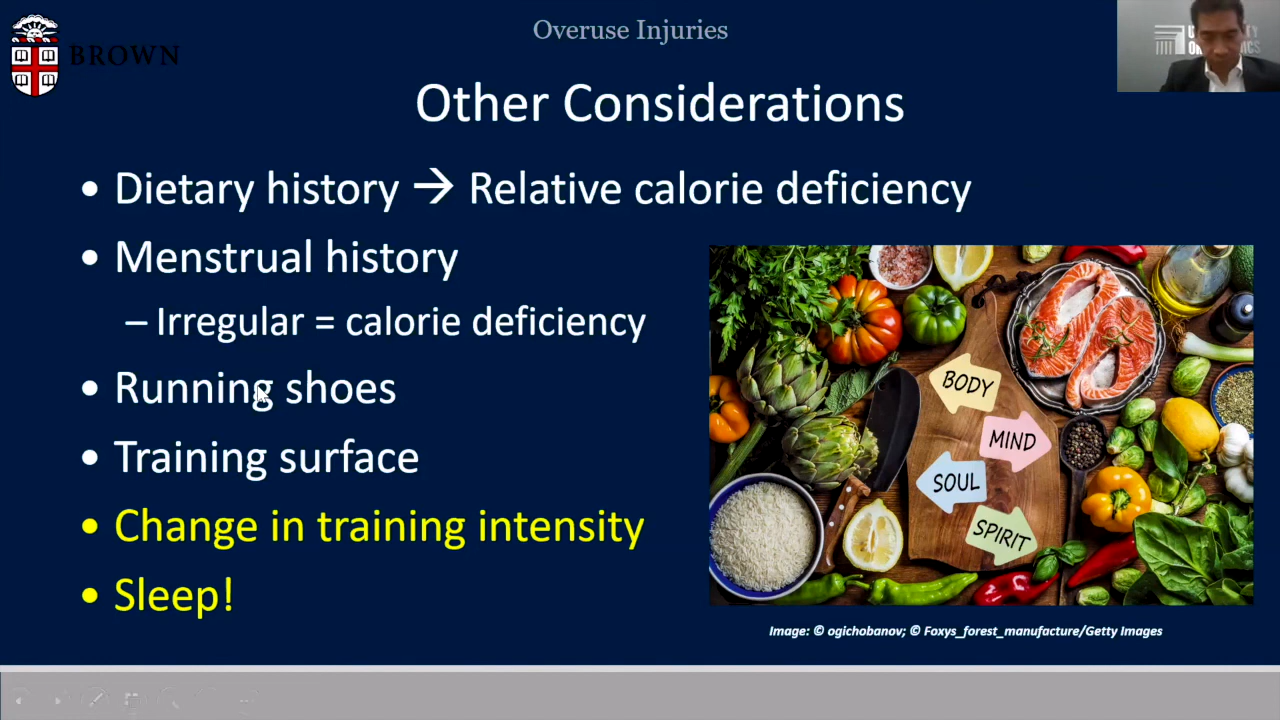 Overuse Injuries
BROWN
Other Considerations
• Dietary history → Relative calorie deficiency
• Menstrual history
– Irregular = calorie deficiency
• Running shoes
• Training surface
• Change in training intensity
• Sleep!
BODY
MIND
SOUL
SPIRIT
Image: © ogichobanov; © Foxys_forest_manufacture/Getty Images